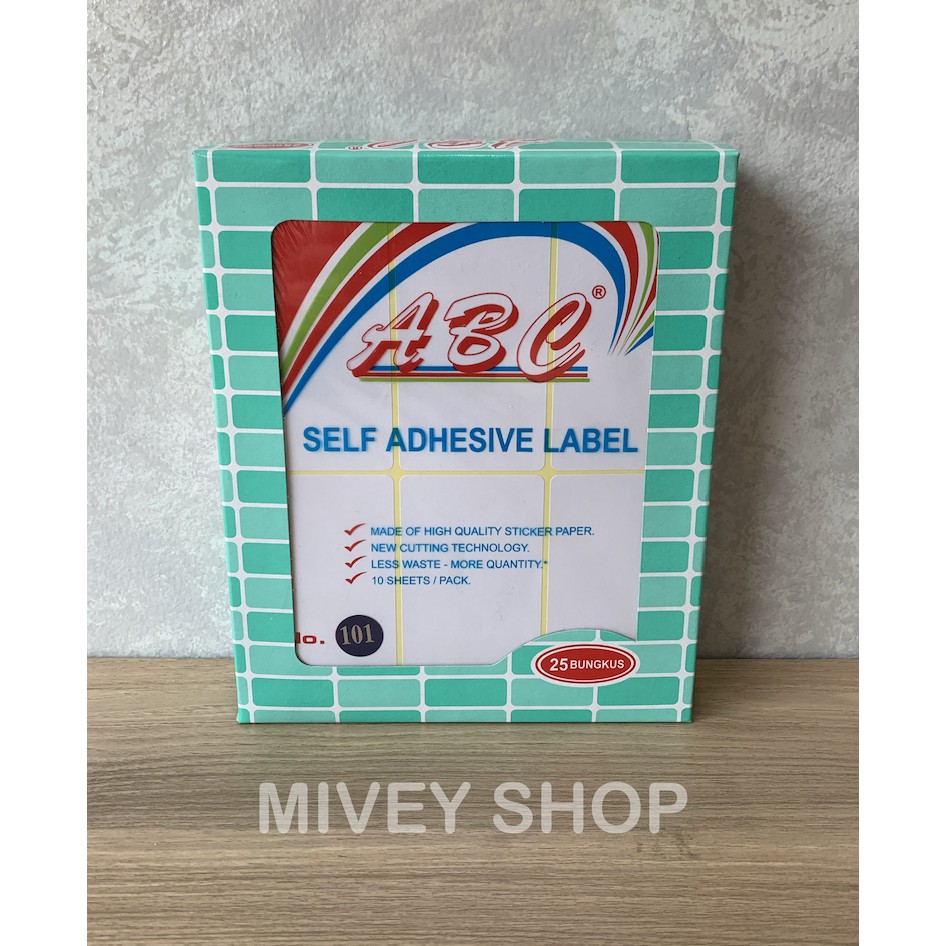 ABC®
SELF ADHESIVE LABEL
MADE OF HIGH QUALITY STICKER PAPER.
NEW CUTTING TECHNOLOGY.
LESS WASTE - MORE QUANTITY.*
10 SHEETS / PACK.
No. 101
25 BUNGKUS
MIVEY SHOP